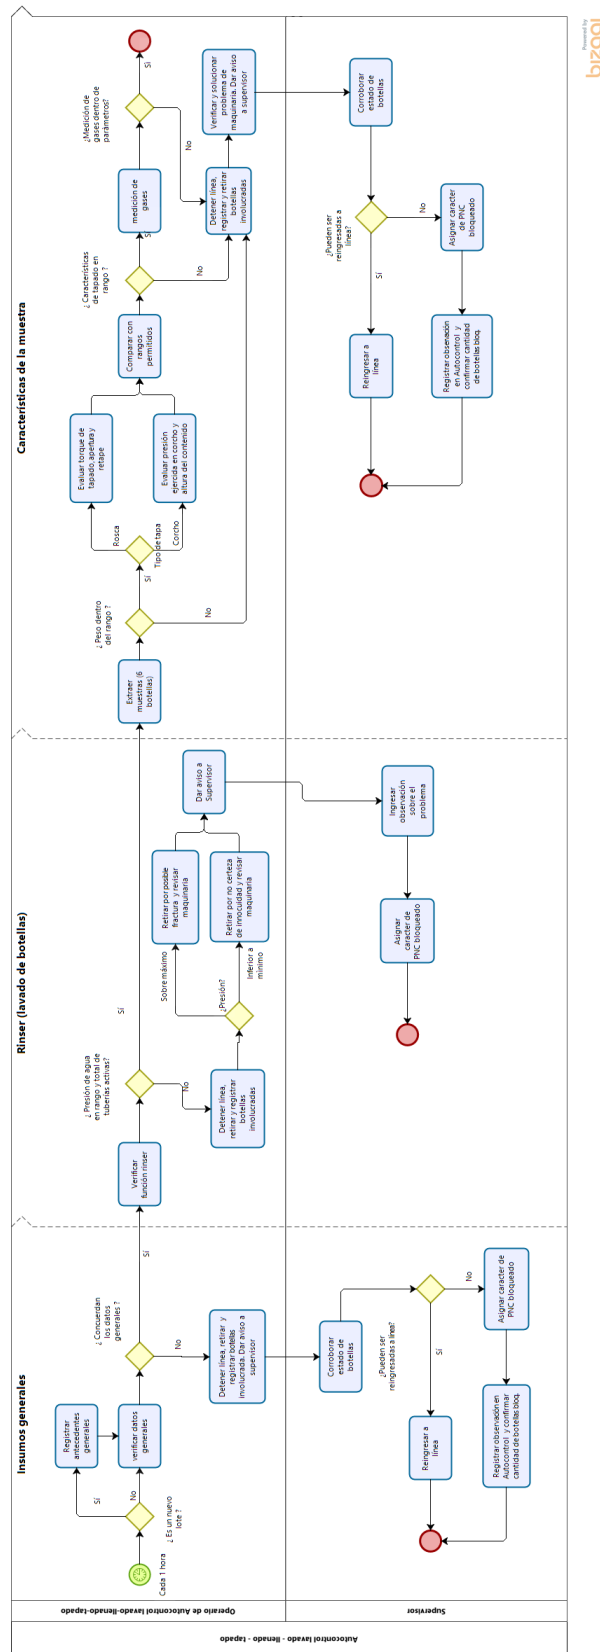 Autocontrol lavado - llenado - tapado
Operario de Autocontrol lavado-llenado-tapado
Supervisor
Insumos generales
Cada 1 hora
¿ Es un nuevo
lote ?
Sí
No
Registrar
antecedentes
generales
verificar datos
generales
¿ Concuerdan
los datos
generales ?
Sí
No
Detener línea, retirar y
registrar botellas
involucrada. Dar aviso a
supervisor
Corroborar
estado de
botellas
¿Pueden ser
reingresadas a línea?
Sí
No
Reingresar a
línea
Asignar caracter de
PNC bloqueado
Registrar observación en
Autocontrol y confirmar
cantidad de botellas bloq.
Rinser (lavado de botellas)
Verificar
función rinser
¿ Presión de agua
en rango y total de
tuberías activas?
Sí
No
Detener línea,
retirar y registrar
botellas
involucradas
¿Presión?
Sobre máximo
Inferior a
mínimo
Retirar por posible
fractura y revisar
maquinaria
Retirar por no certeza
de innocuidad y revisar
maquinaria
Dar aviso a
Supervisor
Ingresar
observación
sobre el
problema
Asignar
caracter de
PNC bloqueado
Características de la muestra
Extraer
muestras (6
botellas)
¿ Peso dentro
del rango ?
Sí
No
Tipo de tapa
Rosca
Corcho
Evaluar torque de
tapado, apertura y
retape
Evaluar presión
ejercida en corcho y
altura del contenido
Comparar con
rangos
permitidos
¿ Características
de tapado en
rango ?
Sí
No
medición de
gases
¿Medición de
gases dentro de
parámetros?
Sí
No
Detener línea,
registrar y retirar
botellas
involucradas
Verificar y solucionar
problema de
maquinaria. Dar aviso
a supervisor
Corroborar
estado de
botellas
¿Pueden ser
reingresadas a
línea?
Sí
No
Reingresar a
línea
Asignar caracter
de PNC
bloqueado
Registrar observación
en Autocontrol y
confirmar cantidad
de botellas bloq.
Powered by
bizagi